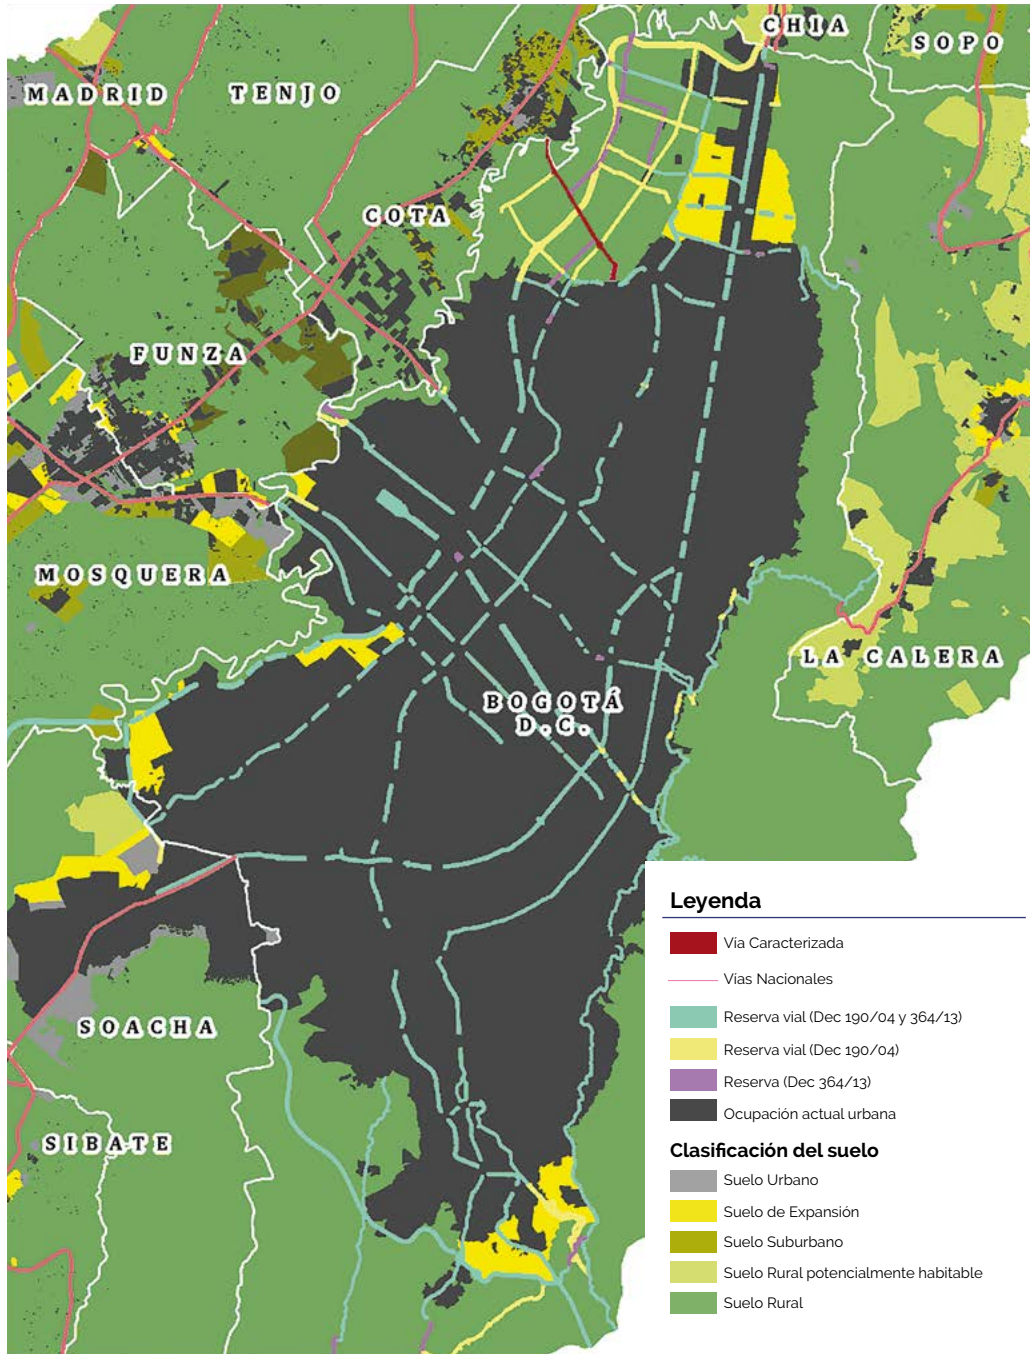 CHIA
SOPO
MADRID
TENJO
COTA
FUNZA
MOSQUERA
LA CALERA
BOGOTÁ
D.C.
SOACHA
SIBATE
Leyenda
Vía Caracterizada
Vías Nacionales
Reserva vial (Dec 190/04 y 364/13)
Reserva vial (Dec 190/04)
Reserva (Dec 364/13)
Ocupación actual urbana
Clasificación del suelo
Suelo Urbano
Suelo de Expansión
Suelo Suburbano
Suelo Rural potencialmente habitable
Suelo Rural